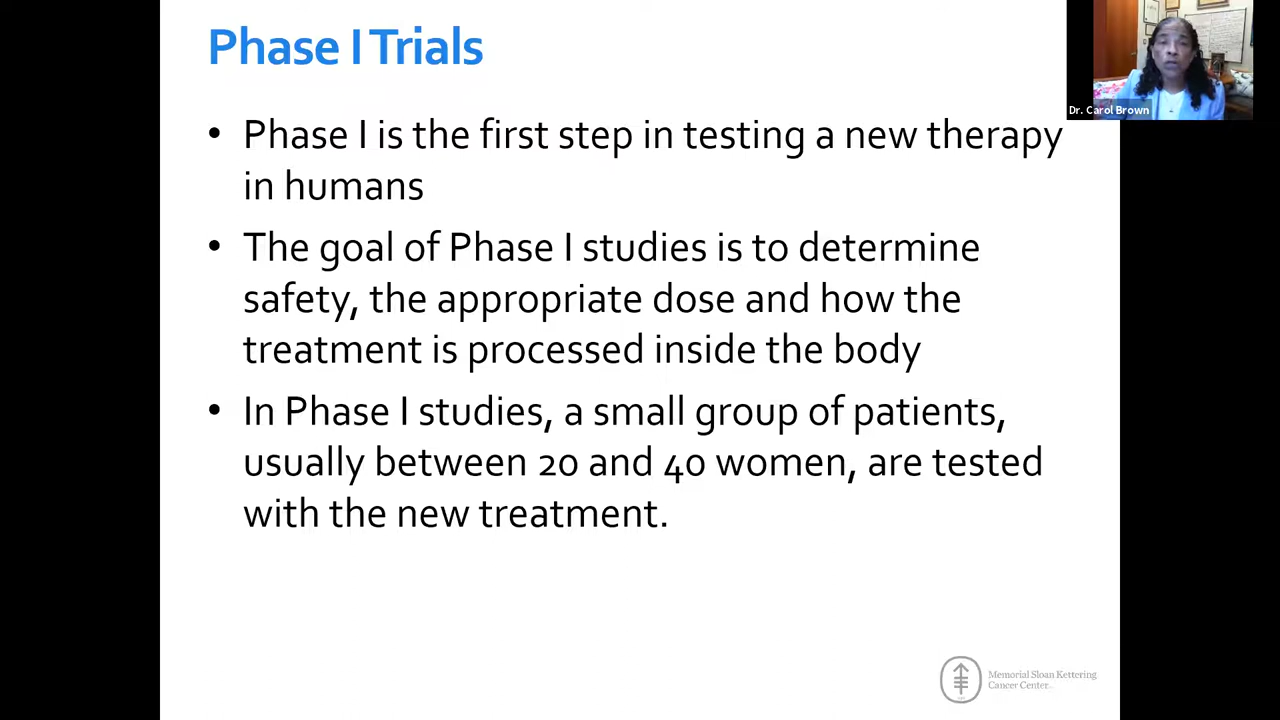 Phase I Trials
Dr. Carol Brown
• Phase I is the first step in testing a new therapy
in humans
• The goal of Phase I studies is to determine
safety, the appropriate dose and how the
treatment is processed inside the body
• In Phase I studies, a small group of patients,
usually between 20 and 40 women, are tested
with the new treatment.
Memorial Sloan Kettering
Cancer Center